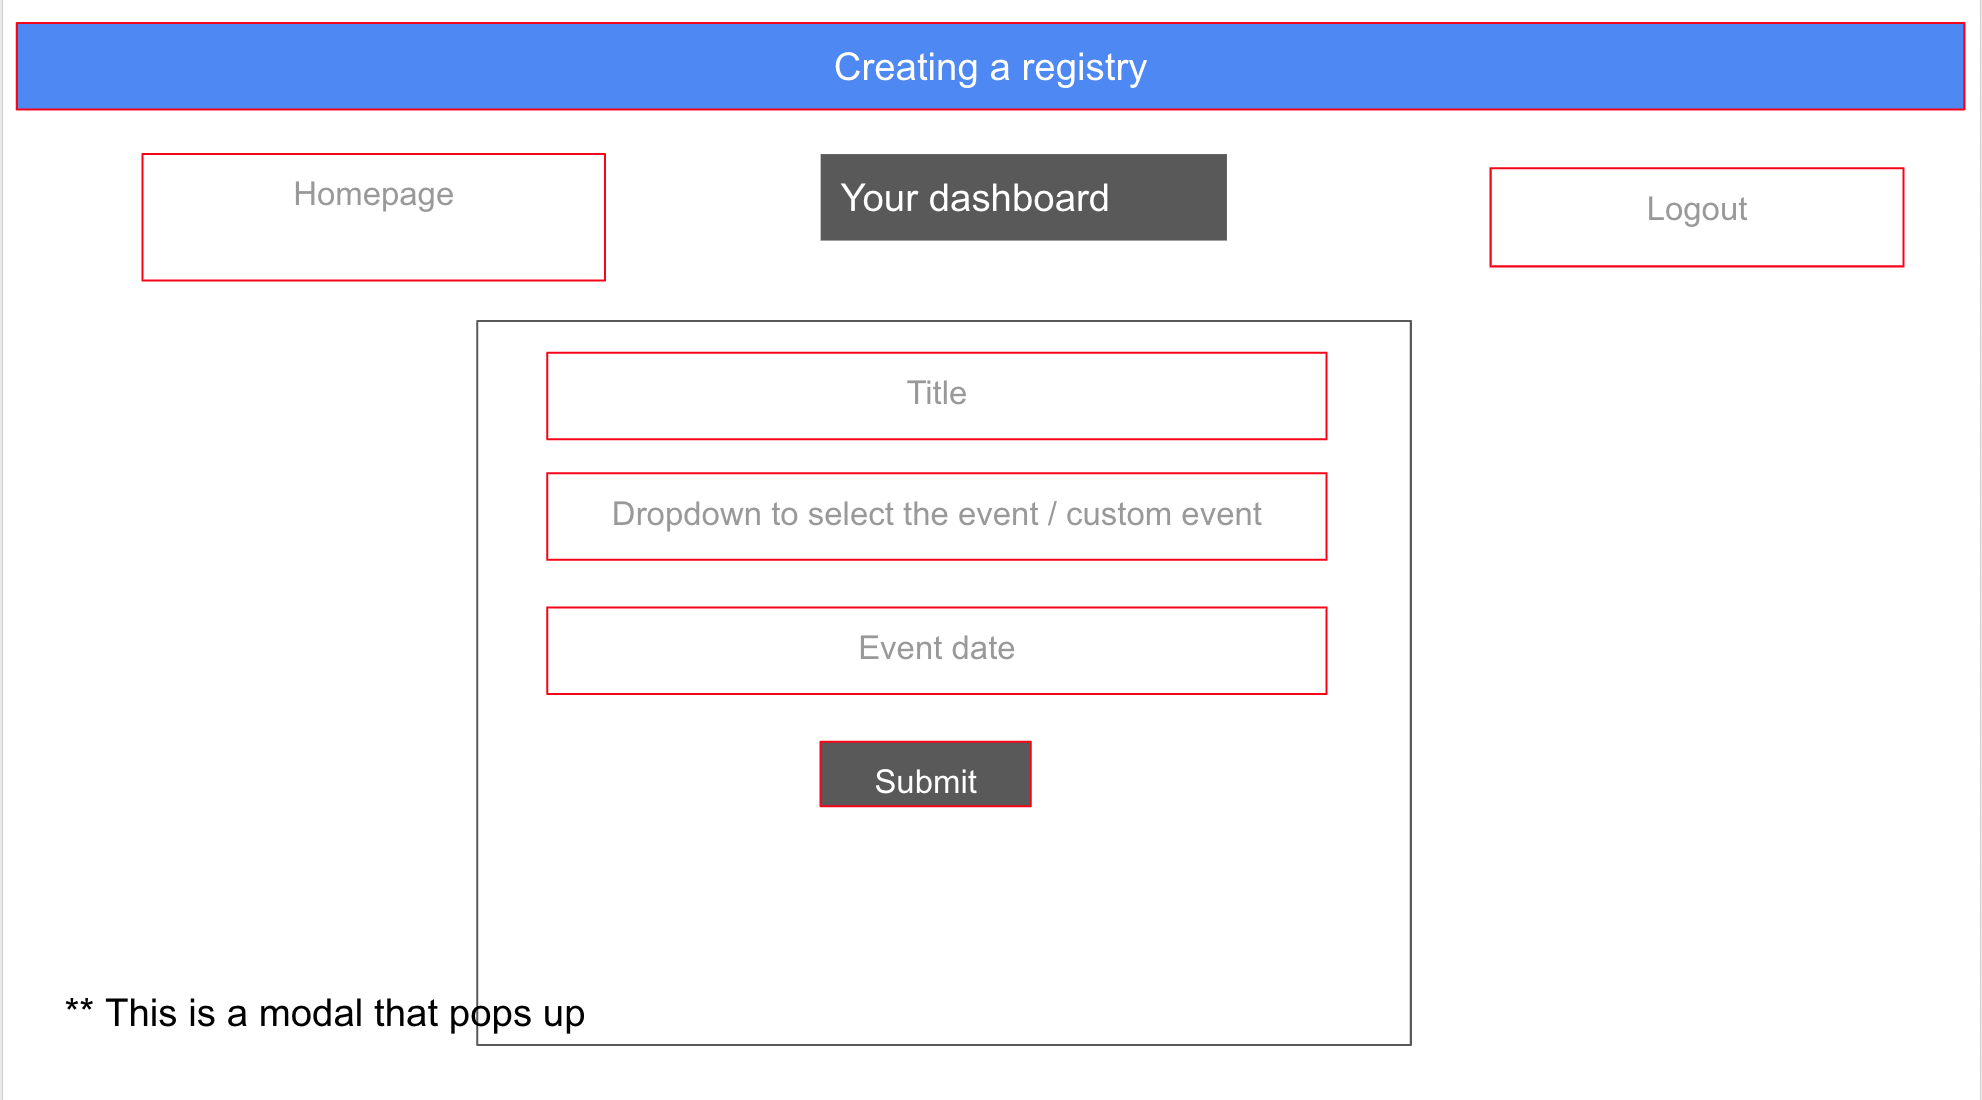 Creating a registry
Homepage
Your dashboard
Logout
Title
Dropdown to select the event / custom event
Event date
Submit
** This is a modal that pops up